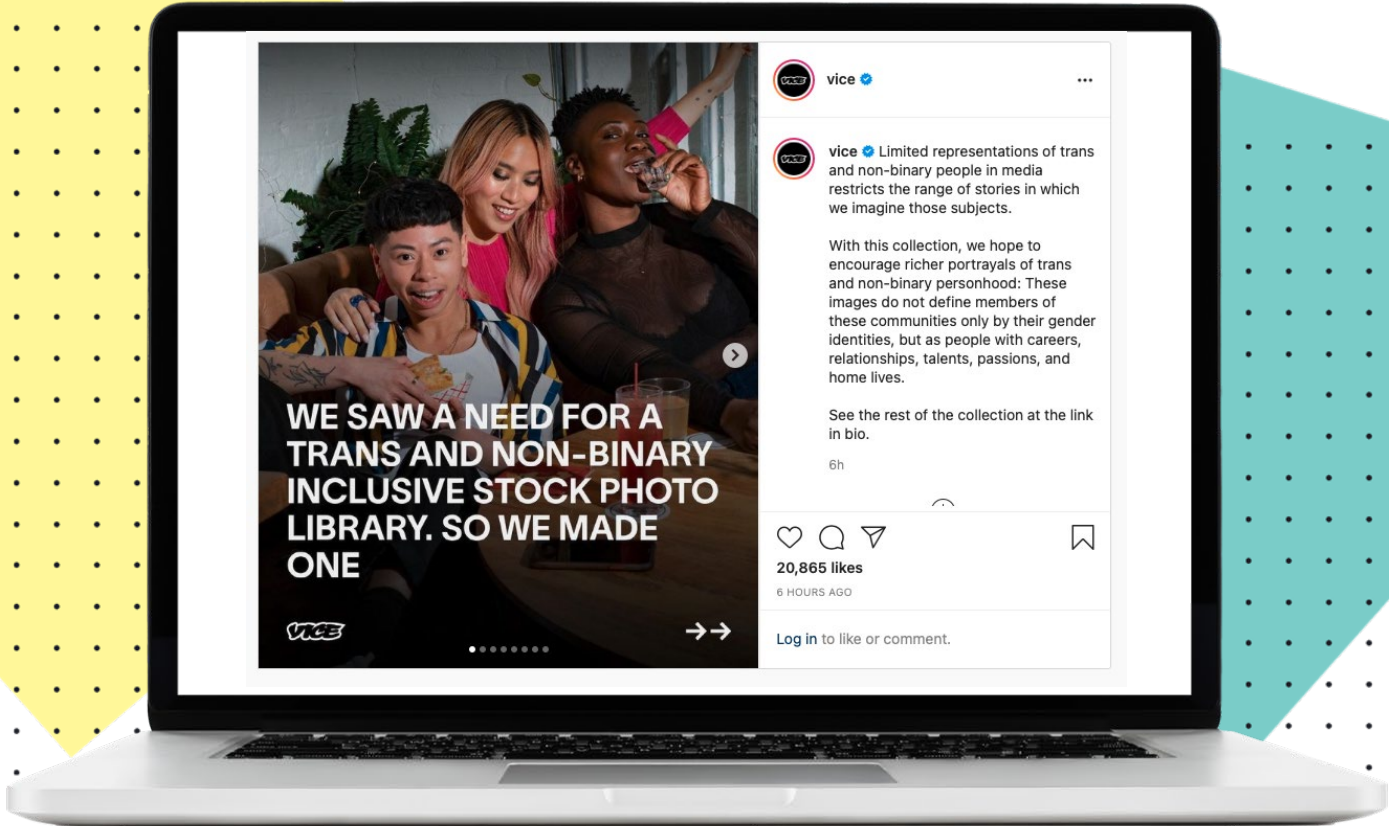 WE SAW A NEED FOR A
TRANS AND NON-BINARY
INCLUSIVE STOCK PHOTO
LIBRARY. SO WE MADE
ONE
VICE
VICE
vice
VICE
vice Limited representations of trans
and non-binary people in media
restricts the range of stories in which
we imagine those subjects.
With this collection, we hope to
encourage richer portrayals of trans
and non-binary personhood: These
images do not define members of
these communities only by their gender
identities, but as people with careers,
relationships, talents, passions, and
home lives.
See the rest of the collection at the link
in bio.
6h
20,865 likes
6 HOURS AGO
Log in to like or comment.